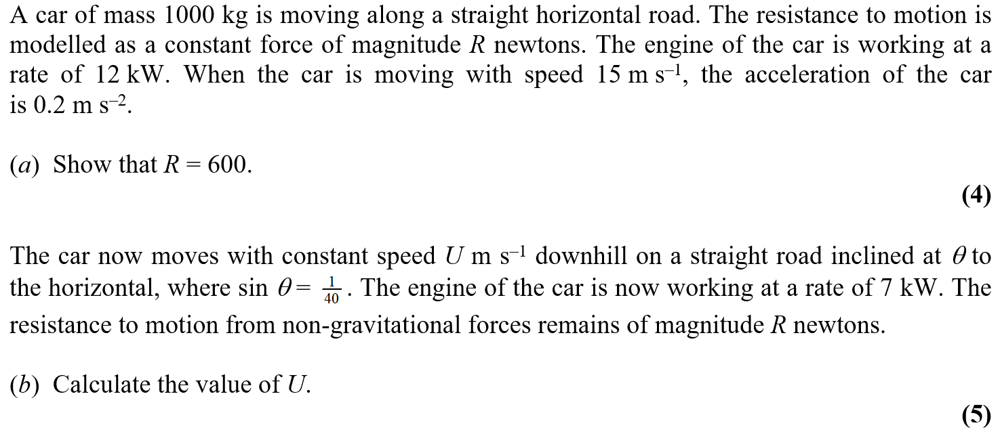 A car of mass 1000 kg is moving along a straight horizontal road. The resistance to motion is
modelled as a constant force of magnitude R newtons. The engine of the car is working at a
rate of 12 kW. When the car is moving with speed 15 m s⁻¹, the acceleration of the car
is 0.2 m s⁻².
(a) Show that R = 600.
(4)
The car now moves with constant speed U m s⁻¹ downhill on a straight road inclined at θ to
the horizontal, where sin θ = 1/40. The engine of the car is now working at a rate of 7 kW. The
resistance to motion from non-gravitational forces remains of magnitude R newtons.
(b) Calculate the value of U.
(5)